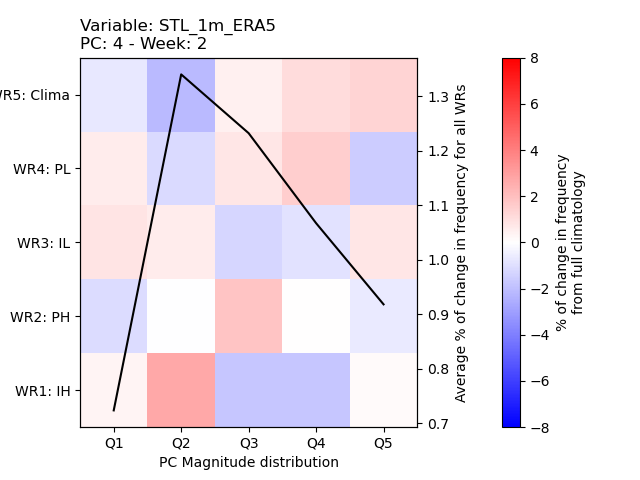 Variable: STL_1m_ERA5
PC: 4 - Week: 2
WR5: Clima
WR4: PL
WR3: IL
WR2: PH
WR1: IH
Q1 Q2 Q3 Q4 Q5
PC Magnitude distribution
1.3
1.2
1.1
1.0
0.9
0.8
0.7
Average % of change in frequency for all WRs
8
6
4
2
0
−2
−4
−6
−8
% of change in frequency
from full climatology